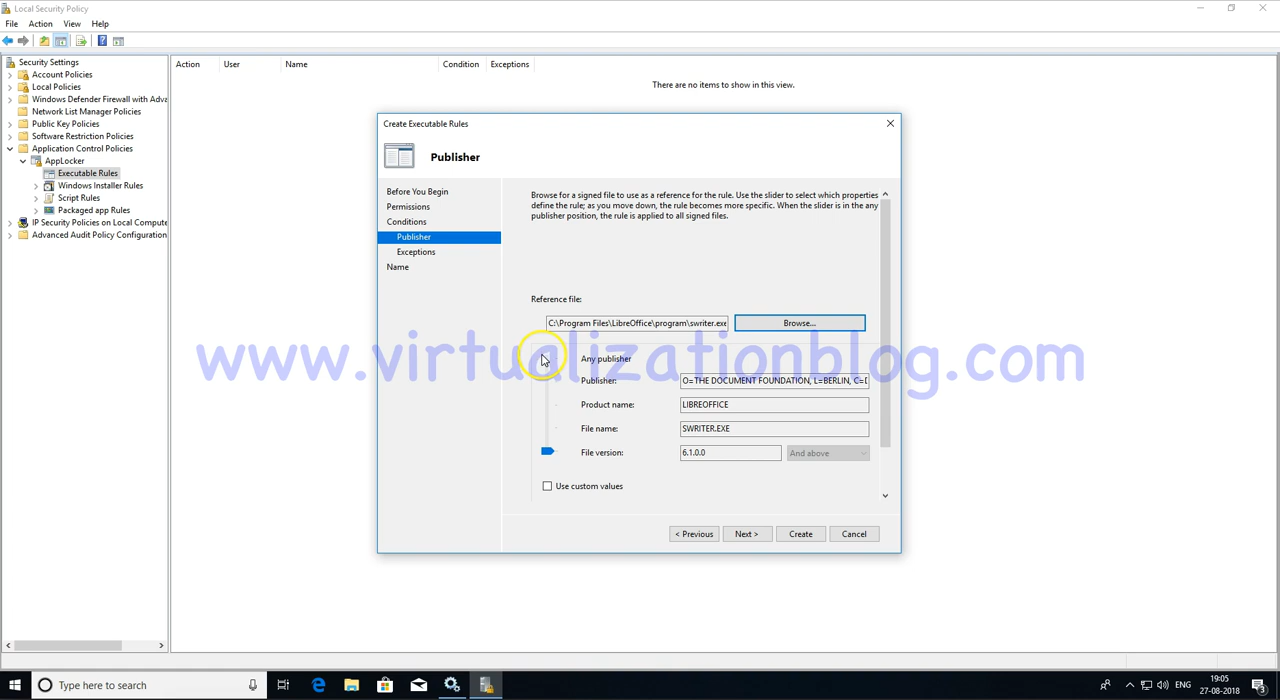 Local Security Policy
File Action View Help
Security Settings
Account Policies
Local Policies
Windows Defender Firewall with Adva
Network List Manager Policies
Public Key Policies
Software Restriction Policies
Application Control Policies
AppLocker
Executable Rules
Windows Installer Rules
Script Rules
Packaged app Rules
IP Security Policies on Local Compute
Advanced Audit Policy Configuration
Action User Name Condition Exceptions
There are no items to show in this view.
Create Executable Rules
Publisher
Before You Begin
Permissions
Conditions
Publisher
Exceptions
Name
Browse for a signed file to use as a reference for the rule. Use the slider to select which properties
define the rule; as you move down, the rule becomes more specific. When the slider is in the any
publisher position, the rule is applied to all signed files.
Reference file:
C:\Program Files\LibreOffice\program\swriter.exe Browse...
Any publisher
Publisher: O=THE DOCUMENT FOUNDATION, L=BERLIN, C=D
Product name: LIBREOFFICE
File name: SWRITER.EXE
File version: 6.1.0.0 And above
Use custom values
< Previous Next > Create Cancel
www.virtualizationblog.com
Type here to search
ENG
19:05
27-08-2018
3